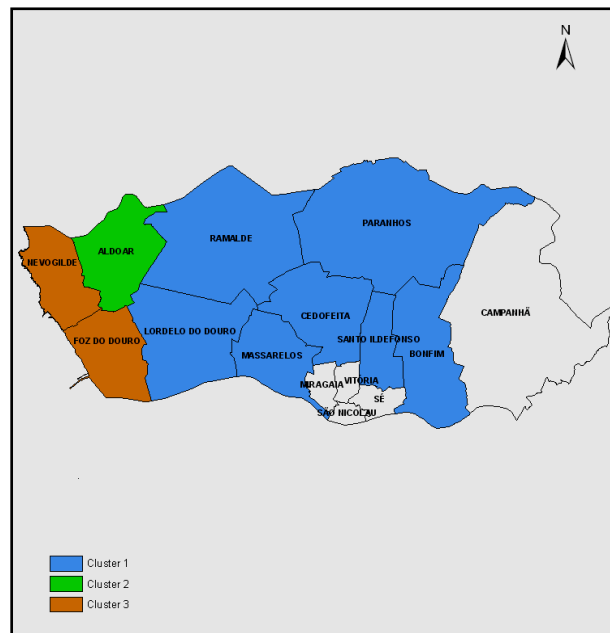 N
PARANHOS
RAMALDE
ALDOAR
NEVOGILDE
CAMPANHÃ
CEDOFEITA
LORDELO DO DOURO
SANTO ILDEFONSO
FOZ DO DOURO
BONFIM
MASSARELOS
VITÓRIA
MIRAGAIA
SÉ
SÃO NICOLAU
Cluster 1
Cluster 2
Cluster 3